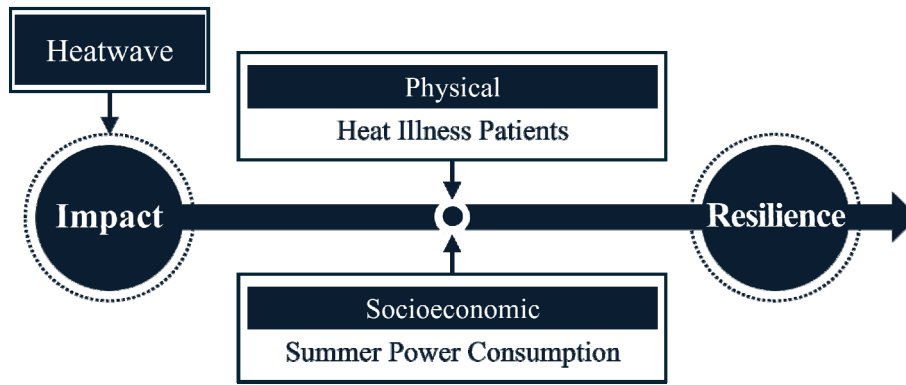 Heatwave
Physical
Heat Illness Patients
Impact
Resilience
Socioeconomic
Summer Power Consumption